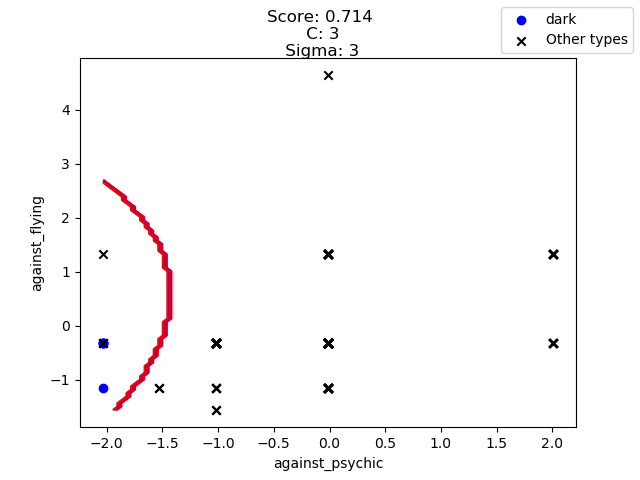 Score: 0.714
C: 3
Sigma: 3
dark
Other types
against_flying
4
3
2
1
0
−1
−2.0 −1.5 −1.0 −0.5 0.0 0.5 1.0 1.5 2.0
against_psychic